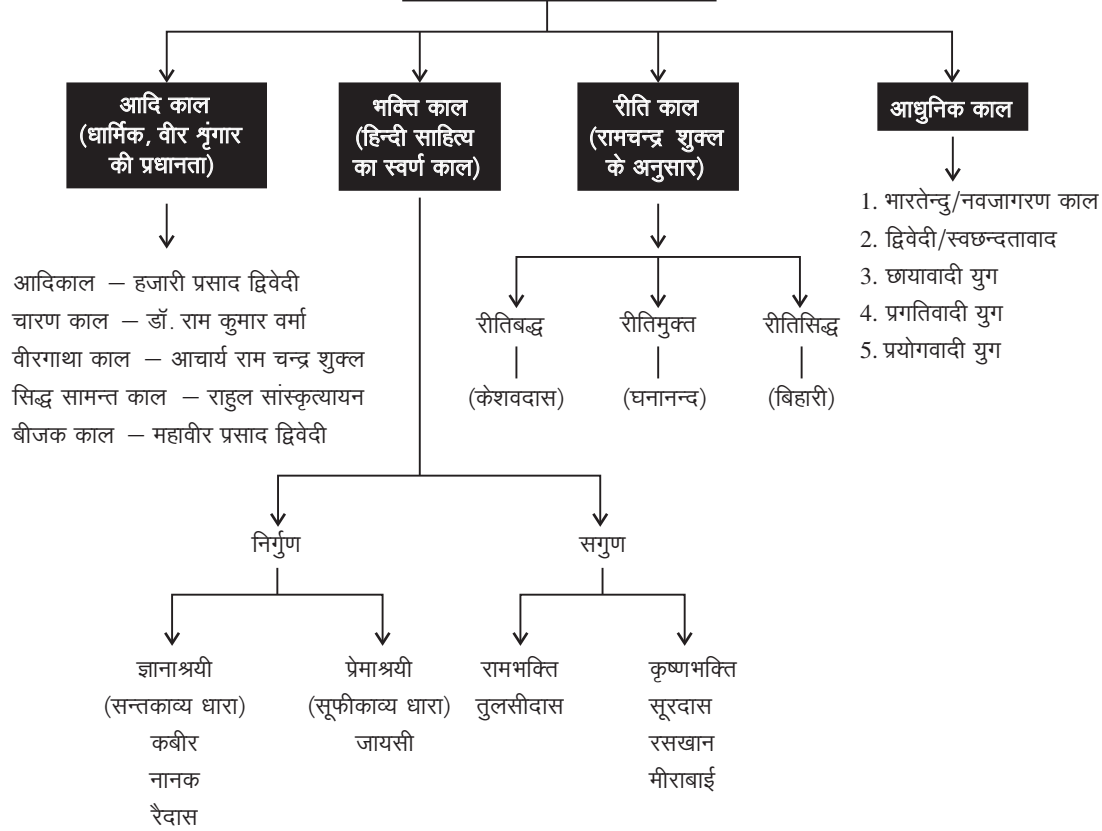 आदि काल
(धार्मिक, वीर शृंगार
की प्रधानता)
भक्ति काल
(हिन्दी साहित्य
का स्वर्ण काल)
रीति काल
(रामचन्द्र शुक्ल
के अनुसार)
आधुनिक काल
1. भारतेन्दु/नवजागरण काल
2. द्विवेदी/स्वछन्दतावाद
3. छायावादी युग
4. प्रगतिवादी युग
5. प्रयोगवादी युग
आदिकाल – हजारी प्रसाद द्विवेदी
चारण काल – डॉ. राम कुमार वर्मा
वीरगाथा काल – आचार्य राम चन्द्र शुक्ल
सिद्ध सामन्त काल – राहुल सांस्कृत्यायन
बीजक काल – महावीर प्रसाद द्विवेदी
रीतिबद्ध
(केशवदास)
रीतिमुक्त
(घनानन्द)
रीतिसिद्ध
(बिहारी)
निर्गुण
सगुण
ज्ञानाश्रयी
(सन्तकाव्य धारा)
कबीर
नानक
रैदास
प्रेमाश्रयी
(सूफीकाव्य धारा)
जायसी
रामभक्ति
तुलसीदास
कृष्णभक्ति
सूरदास
रसखान
मीराबाई